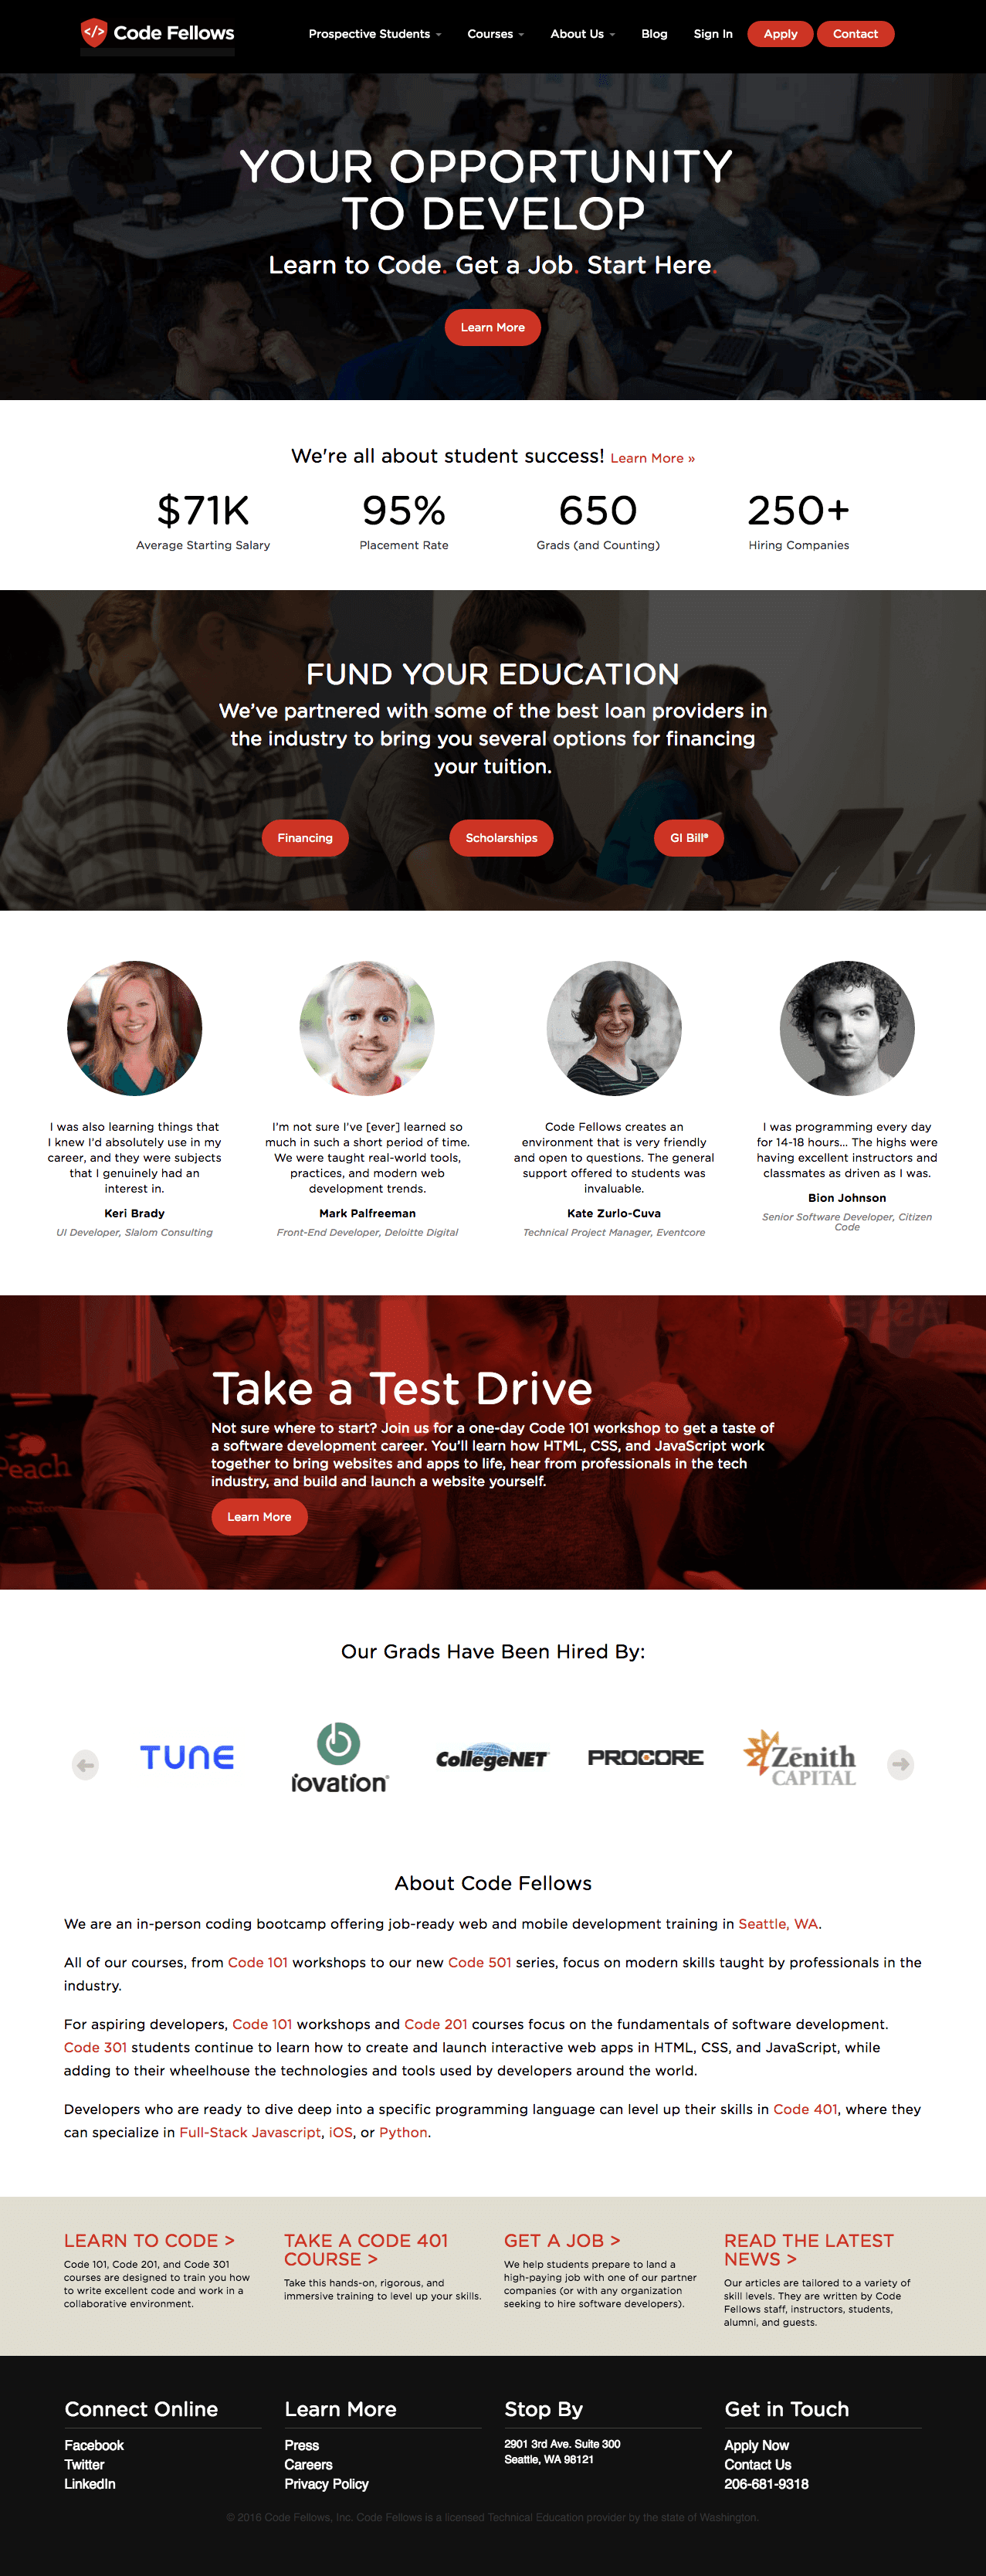 </> Code Fellows
Prospective Students Courses About Us Blog Sign In Apply Contact
YOUR OPPORTUNITY
TO DEVELOP
Learn to Code. Get a Job. Start Here.
Learn More
We're all about student success! Learn More »
$71K 95% 650 250+
Average Starting Salary Placement Rate Grads (and Counting) Hiring Companies
FUND YOUR EDUCATION
We've partnered with some of the best loan providers in
the industry to bring you several options for financing
your tuition.
Financing Scholarships GI Bill®
I was also learning things that
I knew I'd absolutely use in my
career, and they were subjects
that I genuinely had an
interest in.
Keri Brady
UI Developer, Slalom Consulting
I'm not sure I've [ever] learned so
much in such a short period of time.
We were taught real-world tools,
practices, and modern web
development trends.
Mark Palfreeman
Front-End Developer, Deloitte Digital
Code Fellows creates an
environment that is very friendly
and open to questions. The general
support offered to students was
invaluable.
Kate Zurlo-Cuva
Technical Project Manager, Eventcore
I was programming every day
for 14-18 hours... The highs were
having excellent instructors and
classmates as driven as I was.
Bion Johnson
Senior Software Developer, Citizen
Code
Take a Test Drive
Not sure where to start? Join us for a one-day Code 101 workshop to get a taste of
a software development career. You'll learn how HTML, CSS, and JavaScript work
together to bring websites and apps to life, hear from professionals in the tech
industry, and build and launch a website yourself.
Peach
Learn More
Our Grads Have Been Hired By:
TUNE
iovation
CollegeNET
PROCORE
Zēnith
CAPITAL
About Code Fellows
We are an in-person coding bootcamp offering job-ready web and mobile development training in Seattle, WA.
All of our courses, from Code 101 workshops to our new Code 501 series, focus on modern skills taught by professionals in the
industry.
For aspiring developers, Code 101 workshops and Code 201 courses focus on the fundamentals of software development.
Code 301 students continue to learn how to create and launch interactive web apps in HTML, CSS, and JavaScript, while
adding to their wheelhouse the technologies and tools used by developers around the world.
Developers who are ready to dive deep into a specific programming language can level up their skills in Code 401, where they
can specialize in Full-Stack Javascript, iOS, or Python.
LEARN TO CODE >
Code 101, Code 201, and Code 301
courses are designed to train you how
to write excellent code and work in a
collaborative environment.
TAKE A CODE 401
COURSE >
Take this hands-on, rigorous, and
immersive training to level up your skills.
GET A JOB >
We help students prepare to land a
high-paying job with one of our partner
companies (or with any organization
seeking to hire software developers).
READ THE LATEST
NEWS >
Our articles are tailored to a variety of
skill levels. They are written by Code
Fellows staff, instructors, students,
alumni, and guests.
Connect Online
Facebook
Twitter
LinkedIn
Learn More
Press
Careers
Privacy Policy
Stop By
2901 3rd Ave. Suite 300
Seattle, WA 98121
Get in Touch
Apply Now
Contact Us
206-681-9318
© 2016 Code Fellows, Inc. Code Fellows is a licensed Technical Education provider by the state of Washington.